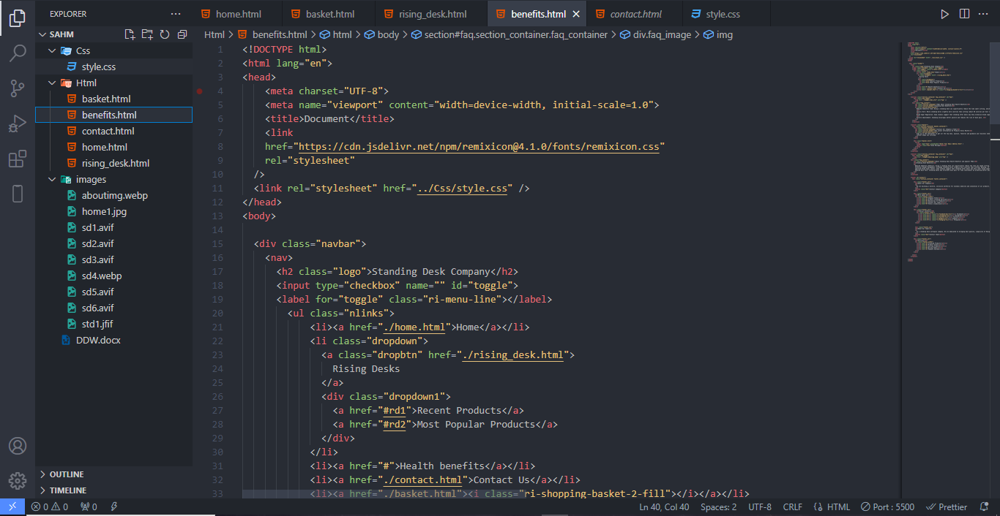 EXPLORER
home.html
basket.html
rising_desk.html
benefits.html
contact.html
style.css
SAHM
Html > benefits.html > html > body > section#faq.section_container.faq_container > div.faq_image > img
Css
style.css
Html
basket.html
benefits.html
contact.html
home.html
rising_desk.html
images
aboutimg.webp
home1.jpg
sd1.avif
sd2.avif
sd3.avif
sd4.webp
sd5.avif
sd6.avif
std1.jfif
DDW.docx
OUTLINE
TIMELINE
1 <!DOCTYPE html>
2 <html lang="en">
3 <head>
4 <meta charset="UTF-8">
5 <meta name="viewport" content="width=device-width, initial-scale=1.0">
6 <title>Document</title>
7 <link
8 href="https://cdn.jsdelivr.net/npm/remixicon@4.1.0/fonts/remixicon.css"
9 rel="stylesheet"
10 />
11 <link rel="stylesheet" href="../Css/style.css" />
12 </head>
13 <body>
14
15 <div class="navbar">
16 <nav>
17 <h2 class="logo">Standing Desk Company</h2>
18 <input type="checkbox" name="" id="toggle">
19 <label for="toggle" class="ri-menu-line"></label>
20 <ul class="nlinks">
21 <li><a href="./home.html">Home</a></li>
22 <li class="dropdown">
23 <a class="dropbtn" href="./rising_desk.html">
24 Rising Desks
25 </a>
26 <div class="dropdown1">
27 <a href="#rd1">Recent Products</a>
28 <a href="#rd2">Most Popular Products</a>
29 </div>
30 </li>
31 <li><a href="#">Health benefits</a></li>
32 <li><a href="./contact.html">Contact Us</a></li>
33 <li><a href="./basket.html"><i class="ri-shopping-basket-2-fill"></i></a></li>
0 0 0 Ln 40, Col 40 Spaces: 2 UTF-8 CRLF {} HTML Port : 5500 Prettier